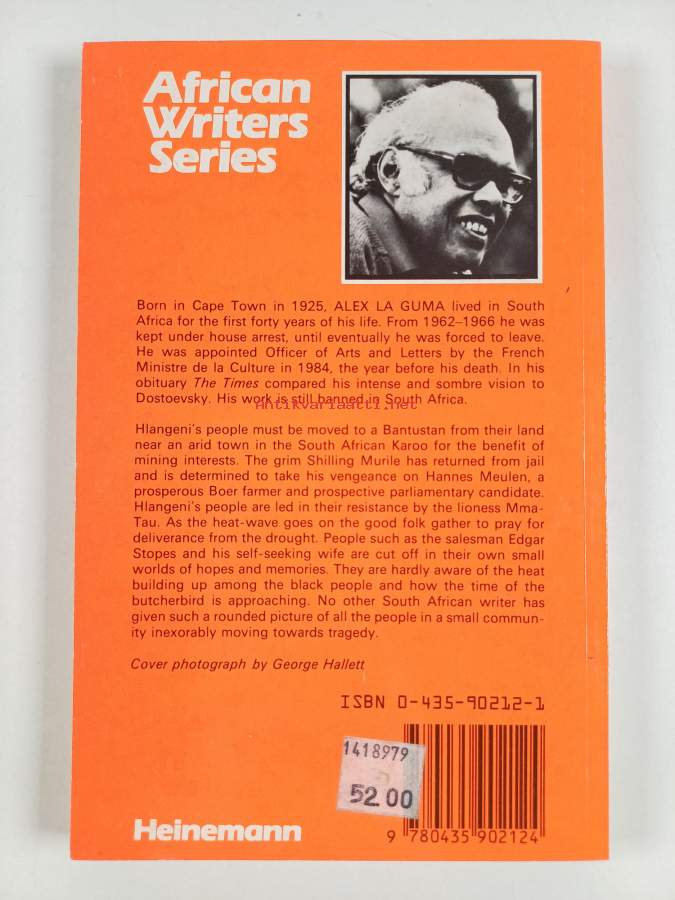 African
Writers
Series
Born in Cape Town in 1925, ALEX LA GUMA lived in South
Africa for the first forty years of his life. From 1962–1966 he was
kept under house arrest, until eventually he was forced to leave.
He was appointed Officer of Arts and Letters by the French
Ministre de la Culture in 1984, the year before his death. In his
obituary The Times compared his intense and sombre vision to
Dostoevsky. His work is still banned in South Africa.
Antikvariaatti.net
Hlangeni's people must be moved to a Bantustan from their land
near an arid town in the South African Karoo for the benefit of
mining interests. The grim Shilling Murile has returned from jail
and is determined to take his vengeance on Hannes Meulen, a
prosperous Boer farmer and prospective parliamentary candidate.
Hlangeni's people are led in their resistance by the lioness Mma-
Tau. As the heat-wave goes on the good folk gather to pray for
deliverance from the drought. People such as the salesman Edgar
Stopes and his self-seeking wife are cut off in their own small
worlds of hopes and memories. They are hardly aware of the heat
building up among the black people and how the time of the
butcherbird is approaching. No other South African writer has
given such a rounded picture of all the people in a small commun-
ity inexorably moving towards tragedy.
Cover photograph by George Hallett
ISBN 0-435-90212-1
1418979
52.00
Heinemann
9 780435 902124